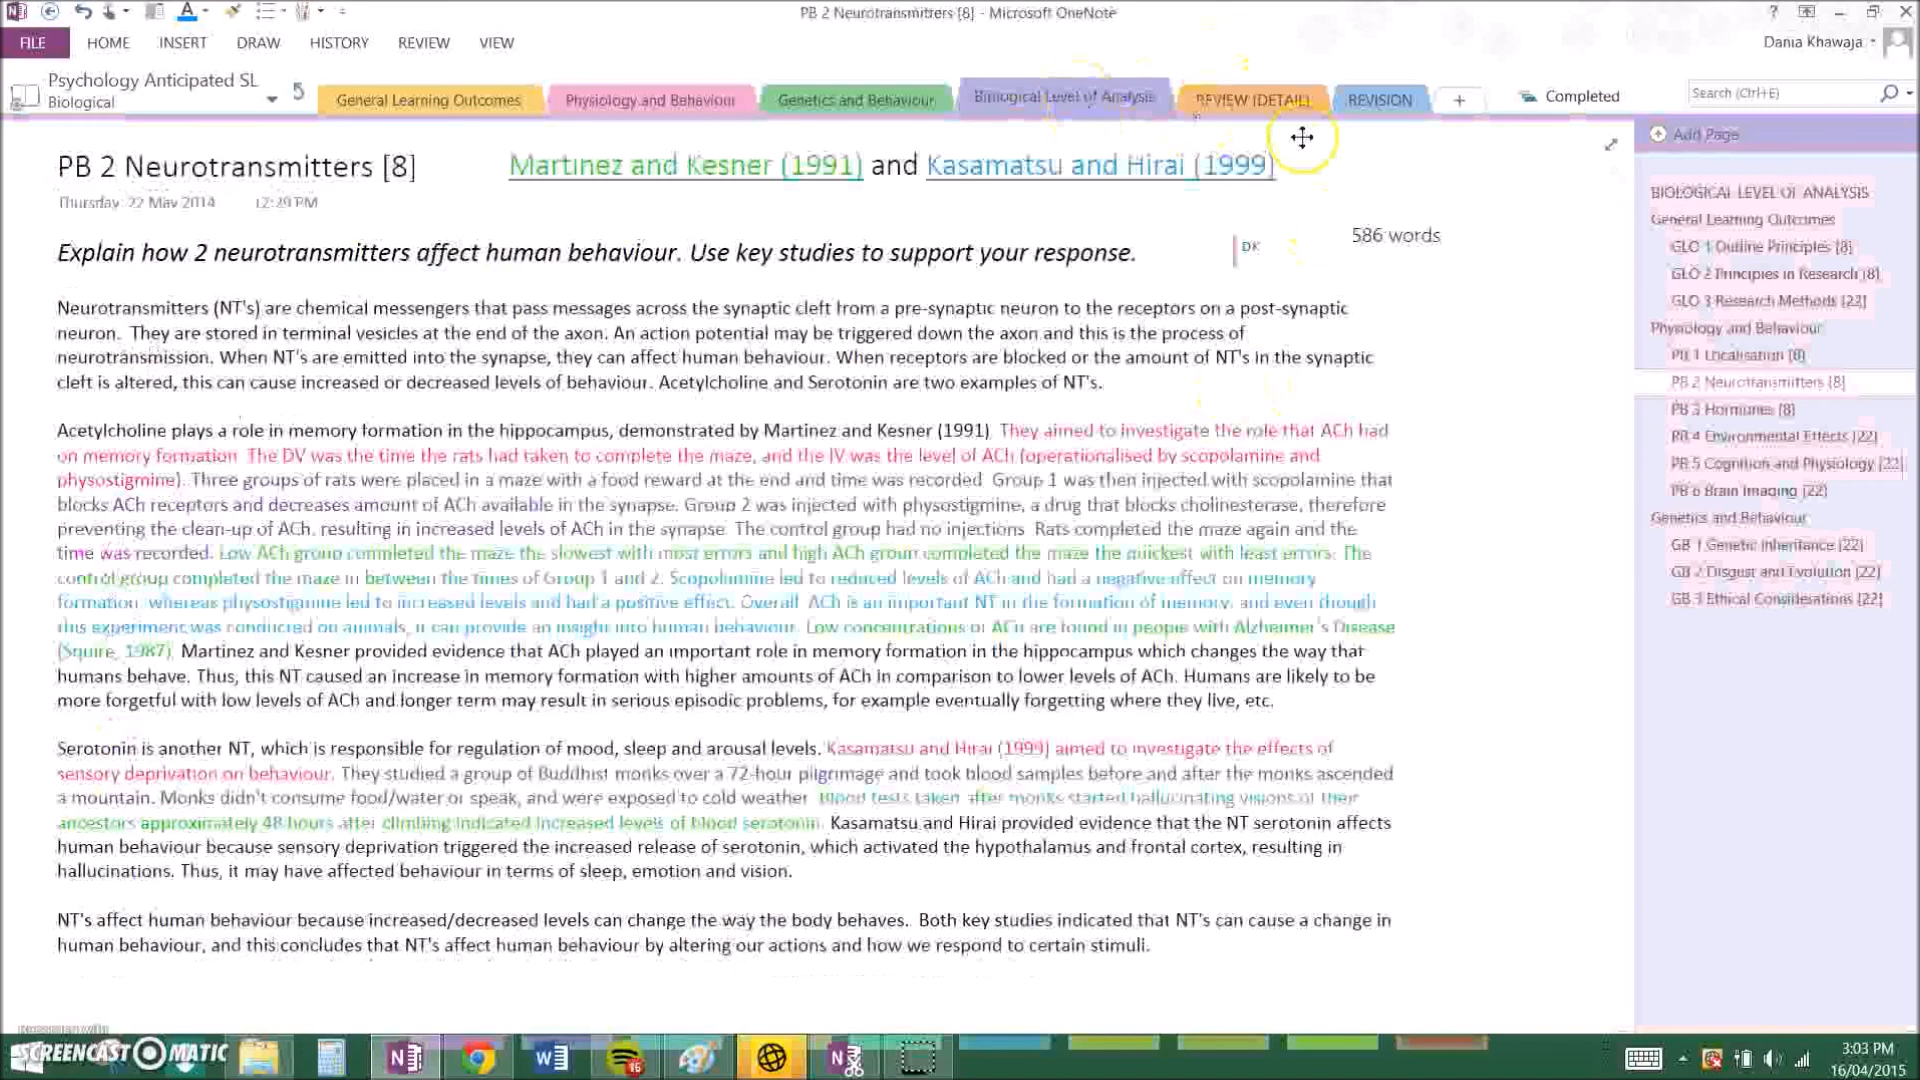 PB 2 Neurotransmitters [8] - Microsoft OneNote
FILE HOME INSERT DRAW HISTORY REVIEW VIEW
Dania Khawaja
Psychology Anticipated SL
Biological
General Learning Outcomes
Physiology and Behaviour
Genetics and Behaviour
Biological Level of Analysis
REVIEW (DETAIL)
REVISION
Completed
Search (Ctrl+E)
PB 2 Neurotransmitters [8]
Martinez and Kesner (1991) and Kasamatsu and Hirai (1999)
Thursday, 22 May 2014 12:29 PM
Explain how 2 neurotransmitters affect human behaviour. Use key studies to support your response.
DK
586 words
Neurotransmitters (NT's) are chemical messengers that pass messages across the synaptic cleft from a pre-synaptic neuron to the receptors on a post-synaptic
neuron. They are stored in terminal vesicles at the end of the axon. An action potential may be triggered down the axon and this is the process of
neurotransmission. When NT's are emitted into the synapse, they can affect human behaviour. When receptors are blocked or the amount of NT's in the synaptic
cleft is altered, this can cause increased or decreased levels of behaviour. Acetylcholine and Serotonin are two examples of NT's.
Acetylcholine plays a role in memory formation in the hippocampus, demonstrated by Martinez and Kesner (1991). They aimed to investigate the role that ACh had
on memory formation. The DV was the time the rats had taken to complete the maze, and the IV was the level of ACh (operationalised by scopolamine and
physostigmine). Three groups of rats were placed in a maze with a food reward at the end and time was recorded. Group 1 was then injected with scopolamine that
blocks ACh receptors and decreases amount of ACh available in the synapse. Group 2 was injected with physostigmine, a drug that blocks cholinesterase, therefore
preventing the clean-up of ACh, resulting in increased levels of ACh in the synapse. The control group had no injections. Rats completed the maze again and the
time was recorded. Low ACh group completed the maze the slowest with most errors and high ACh group completed the maze the quickest with least errors. The
control group completed the maze in between the times of Group 1 and 2. Scopolamine led to reduced levels of ACh and had a negative affect on memory
formation, whereas physostigmine led to increased levels and had a positive effect. Overall, ACh is an important NT in the formation of memory, and even though
this experiment was conducted on animals, it can provide an insight into human behaviour. Low concentrations of ACh are found in people with Alzheimer's Disease
(Squire, 1987). Martinez and Kesner provided evidence that ACh played an important role in memory formation in the hippocampus which changes the way that
humans behave. Thus, this NT caused an increase in memory formation with higher amounts of ACh in comparison to lower levels of ACh. Humans are likely to be
more forgetful with low levels of ACh and longer term may result in serious episodic problems, for example eventually forgetting where they live, etc.
Serotonin is another NT, which is responsible for regulation of mood, sleep and arousal levels. Kasamatsu and Hirai (1999) aimed to investigate the effects of
sensory deprivation on behaviour. They studied a group of Buddhist monks over a 72-hour pilgrimage and took blood samples before and after the monks ascended
a mountain. Monks didn't consume food/water or speak, and were exposed to cold weather. Blood tests taken after monks started hallucinating visions of their
ancestors approximately 48 hours after climbing indicated increased levels of blood serotonin. Kasamatsu and Hirai provided evidence that the NT serotonin affects
human behaviour because sensory deprivation triggered the increased release of serotonin, which activated the hypothalamus and frontal cortex, resulting in
hallucinations. Thus, it may have affected behaviour in terms of sleep, emotion and vision.
NT's affect human behaviour because increased/decreased levels can change the way the body behaves. Both key studies indicated that NT's can cause a change in
human behaviour, and this concludes that NT's affect human behaviour by altering our actions and how we respond to certain stimuli.
Add Page
BIOLOGICAL LEVEL OF ANALYSIS
General Learning Outcomes
GLO 1 Outline Principles [8]
GLO 2 Principles in Research [8]
GLO 3 Research Methods [22]
Physiology and Behaviour
PB 1 Localisation [8]
PB 2 Neurotransmitters [8]
PB 3 Hormones [8]
PB 4 Environmental Effects [22]
PB 5 Cognition and Physiology [22]
PB 6 Brain Imaging [22]
Genetics and Behaviour
GB 1 Genetic Inheritance [22]
GB 2 Disgust and Evolution [22]
GB 3 Ethical Considerations [22]
SCREENCAST-O-MATIC
16
3:03 PM
16/04/2015